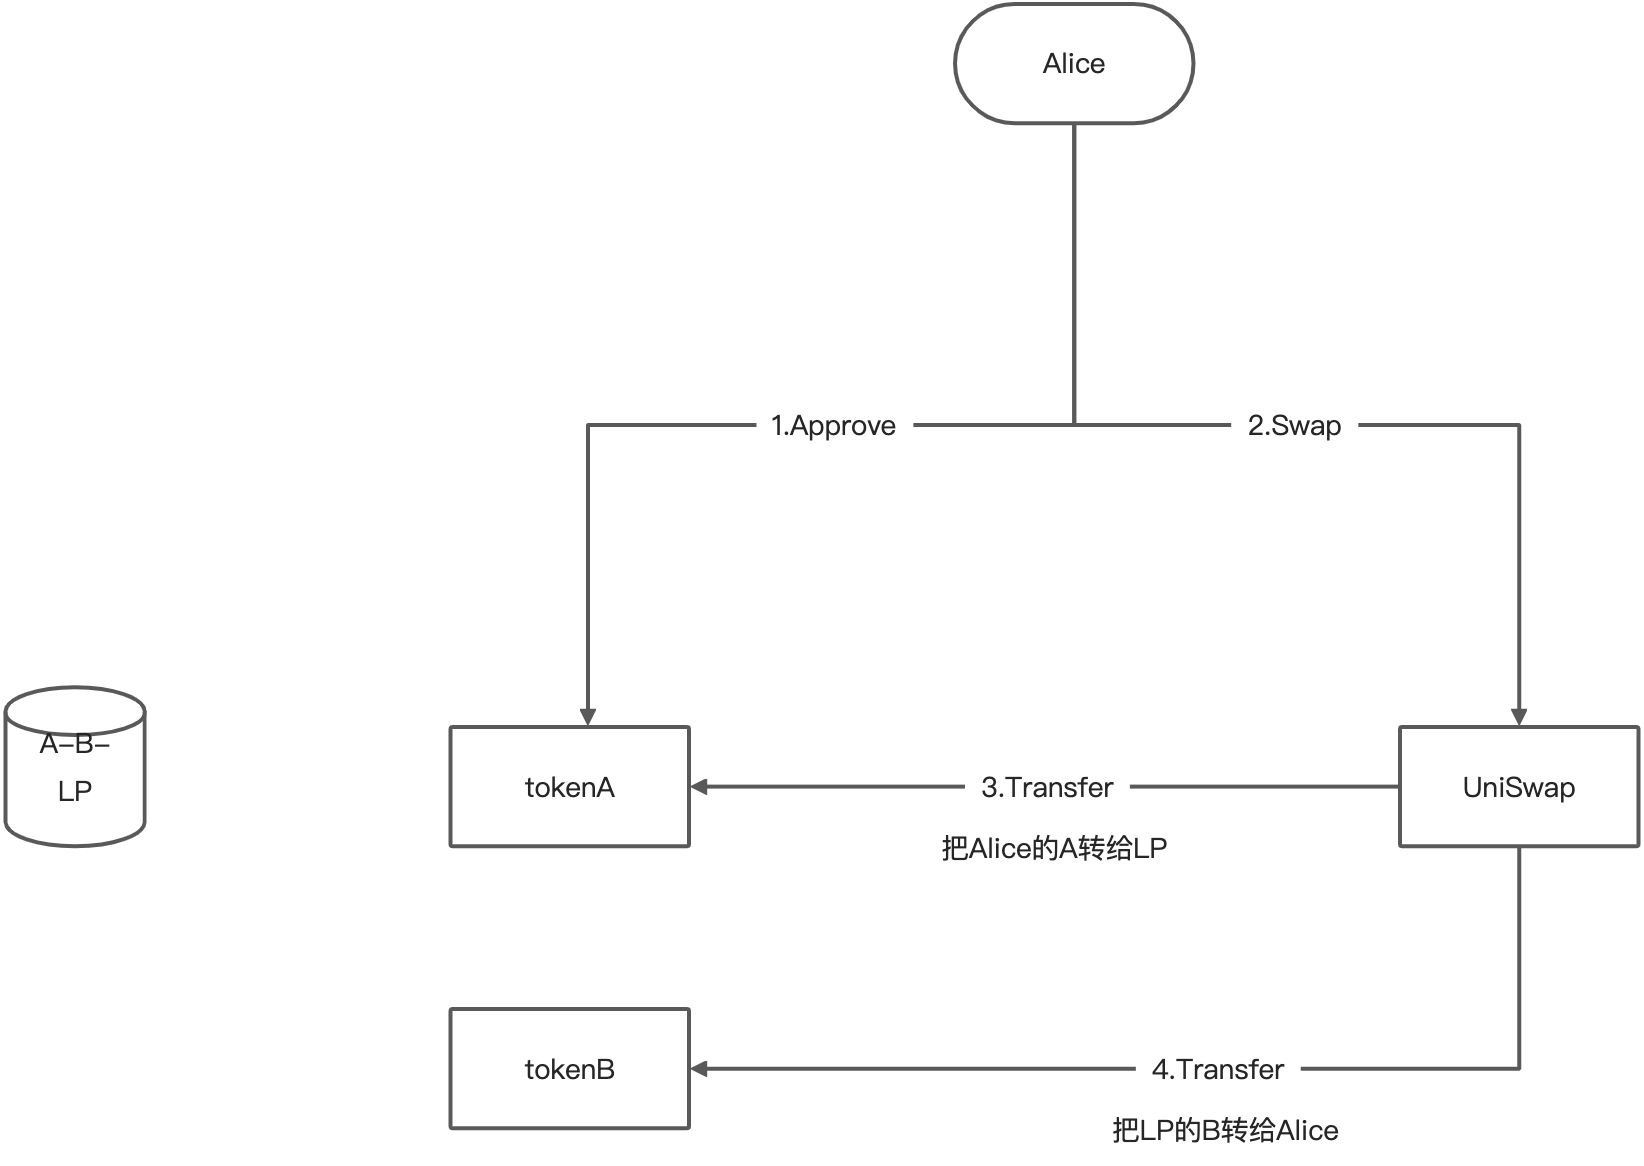 Alice
1.Approve
2.Swap
A-B-
LP
tokenA
3.Transfer
UniSwap
把Alice的A转给LP
tokenB
4.Transfer
把LP的B转给Alice